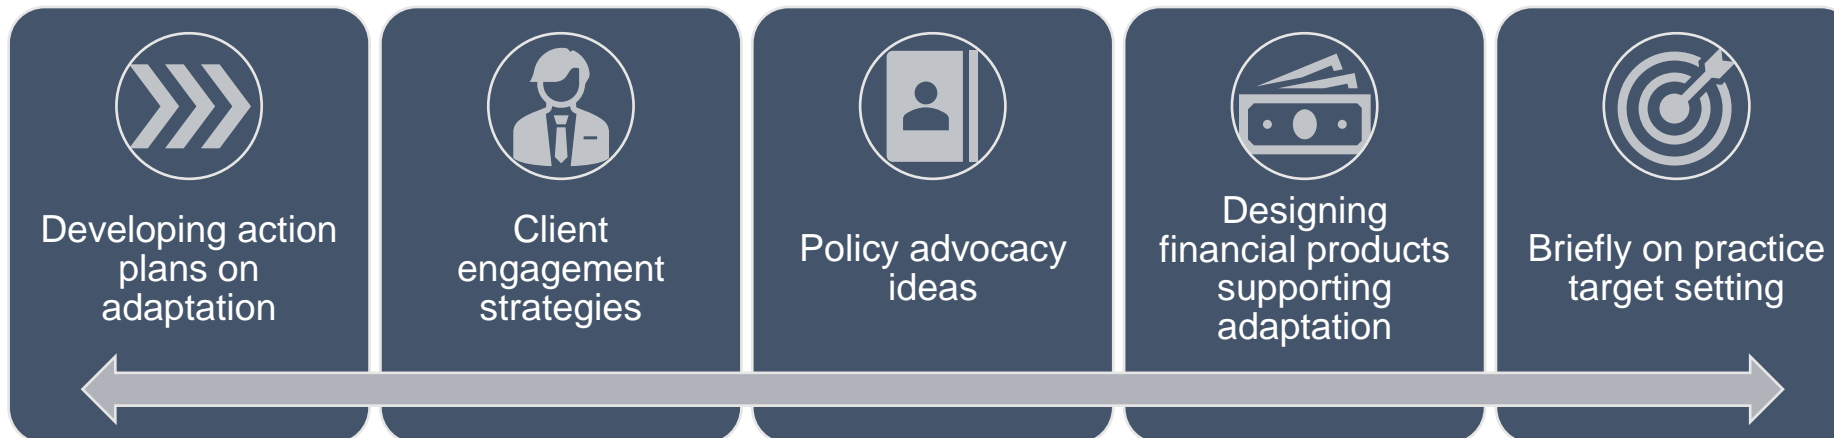 Developing action
plans on
adaptation
Client
engagement
strategies
Policy advocacy
ideas
Designing
financial products
supporting
adaptation
Briefly on practice
target setting